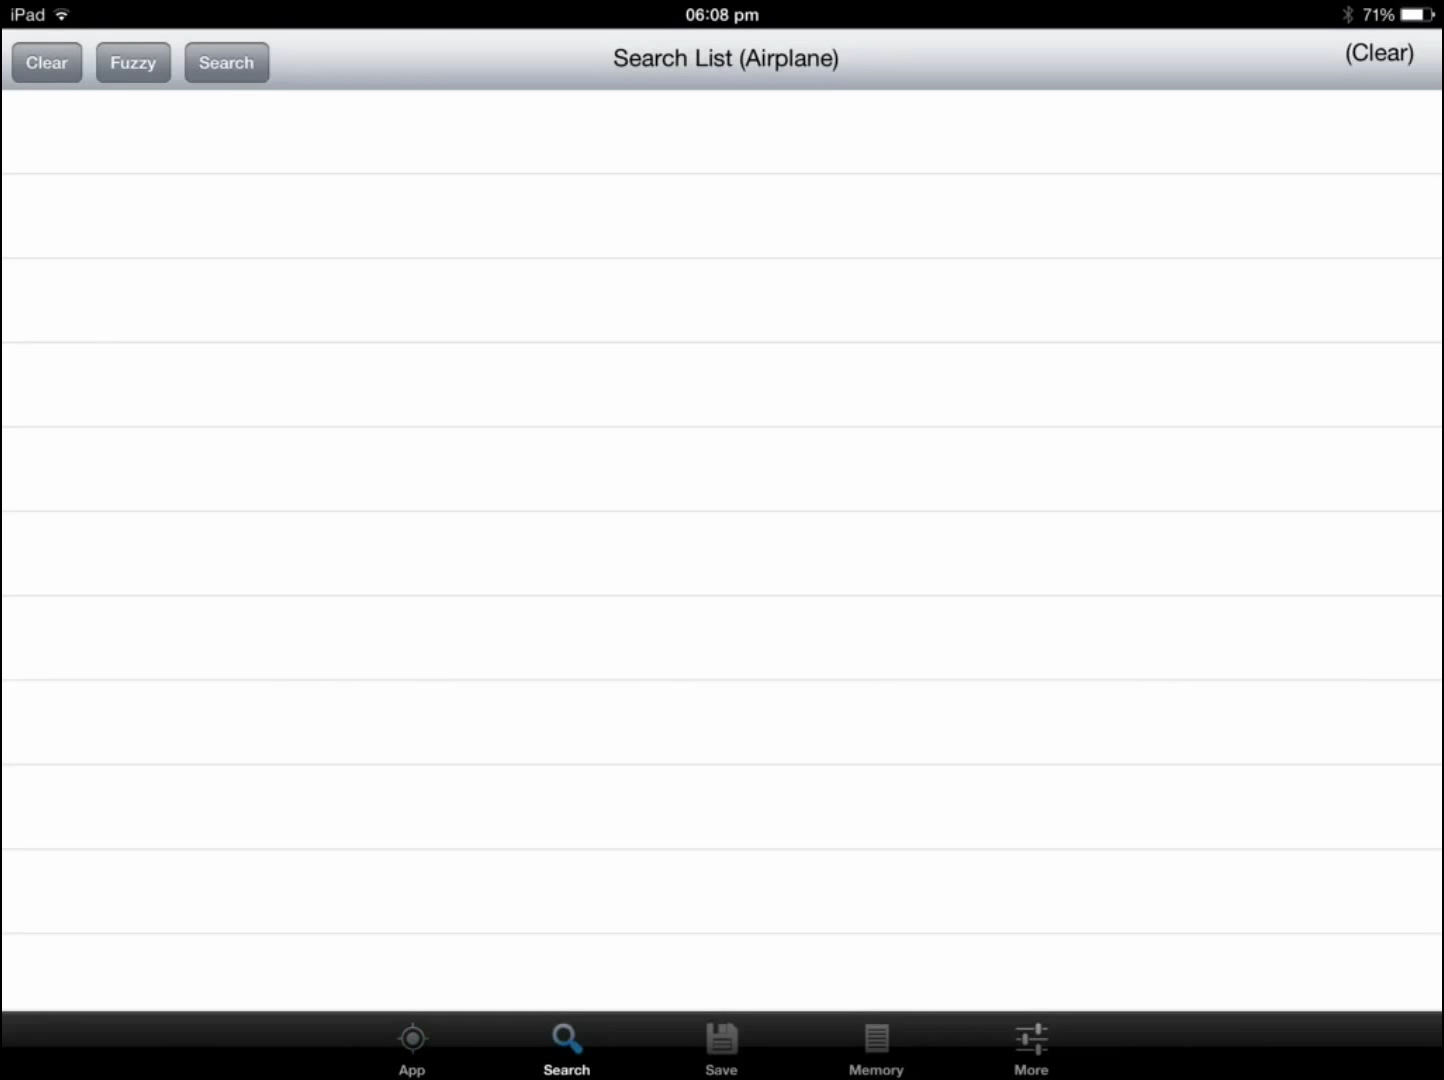 iPad 06:08 pm 71%
Clear Fuzzy Search Search List (Airplane) (Clear)
App Search Save Memory More